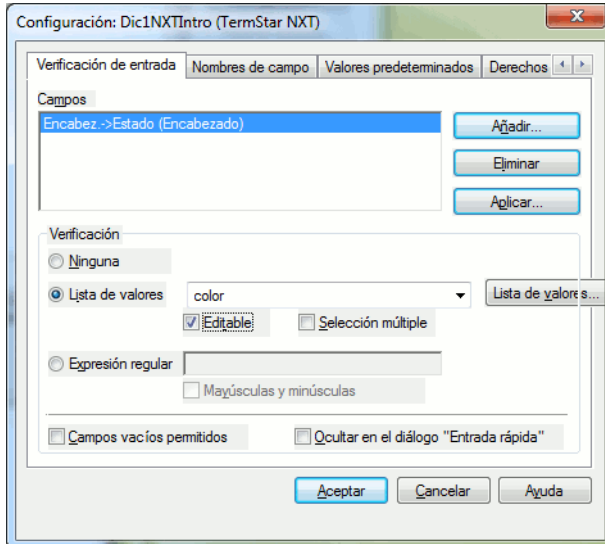 Configuración: Dic1NXTIntro (TermStar NXT)
Verificación de entrada Nombres de campo Valores predeterminados Derechos
Campos
Encabez.->Estado (Encabezado)
Añadir...
Eliminar
Aplicar...
Verificación
Ninguna
Lista de valores color Lista de valores...
Editable Selección múltiple
Expresión regular
Mayúsculas y minúsculas
Campos vacíos permitidos Ocultar en el diálogo "Entrada rápida"
Aceptar Cancelar Ayuda